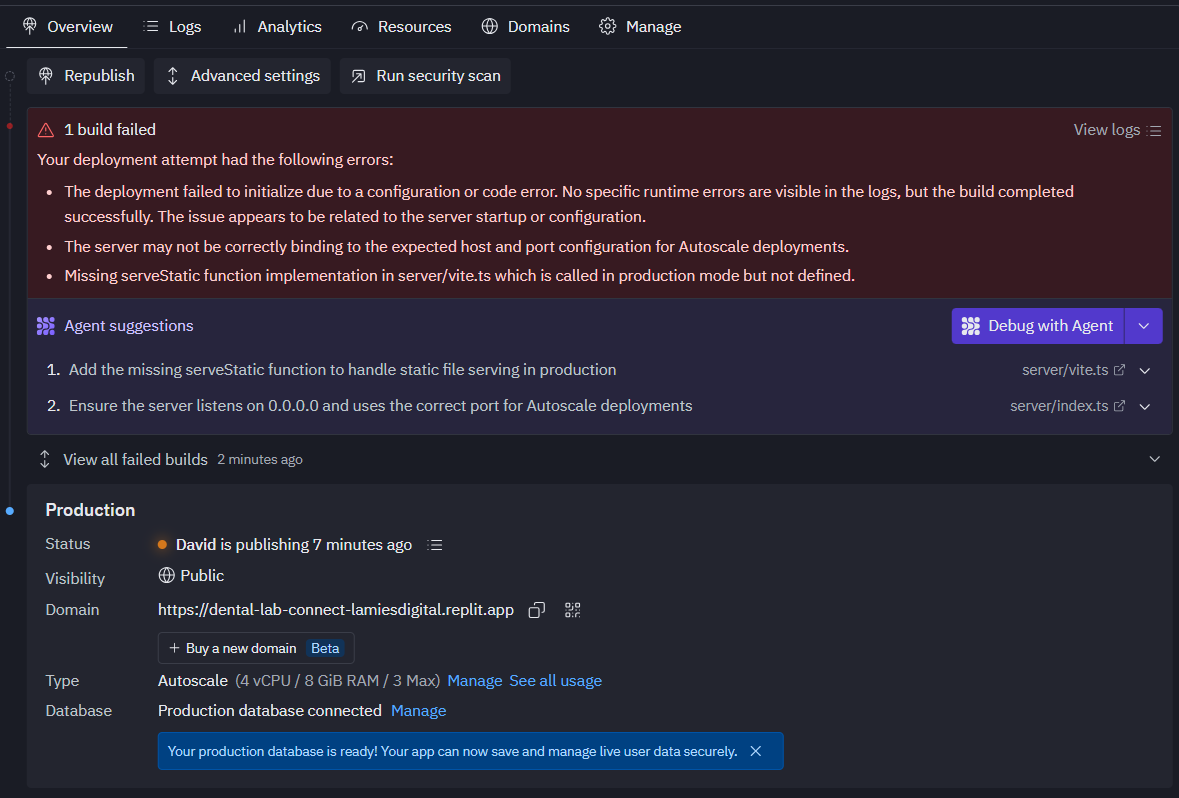 Overview Logs Analytics Resources Domains Manage
Republish Advanced settings Run security scan
1 build failed View logs
Your deployment attempt had the following errors:
• The deployment failed to initialize due to a configuration or code error. No specific runtime errors are visible in the logs, but the build completed
successfully. The issue appears to be related to the server startup or configuration.
• The server may not be correctly binding to the expected host and port configuration for Autoscale deployments.
• Missing serveStatic function implementation in server/vite.ts which is called in production mode but not defined.
Agent suggestions Debug with Agent
1. Add the missing serveStatic function to handle static file serving in production server/vite.ts
2. Ensure the server listens on 0.0.0.0 and uses the correct port for Autoscale deployments server/index.ts
View all failed builds 2 minutes ago
Production
Status David is publishing 7 minutes ago
Visibility Public
Domain https://dental-lab-connect-lamiesdigital.replit.app
+ Buy a new domain Beta
Type Autoscale (4 vCPU / 8 GiB RAM / 3 Max) Manage See all usage
Database Production database connected Manage
Your production database is ready! Your app can now save and manage live user data securely.